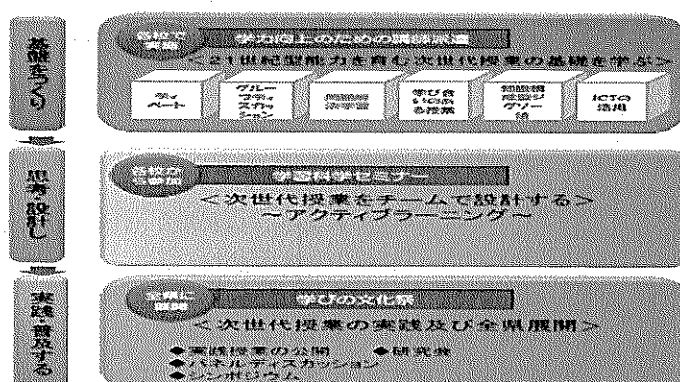 基盤をつくり
各校で
実施
学力向上のための講師派遣
＜21世紀型能力を育む次世代授業の基礎を学ぶ＞
ディ
ベート
グルー
プディ
スカッ
ション
学び合
いのあ
る授業
知識構
成型ジ
グソー
法
ICTの
活用
思考・設計し
各校が
学習科学セミナー
＜次世代授業をチームで設計する＞
～アクティブラーニング～
実践・普及する
全県に
学びの文化祭
＜次世代授業の実践及び全県展開＞
◆実践授業の公開 ◆研究発
◆パネルディスカッション
◆シンポジウム